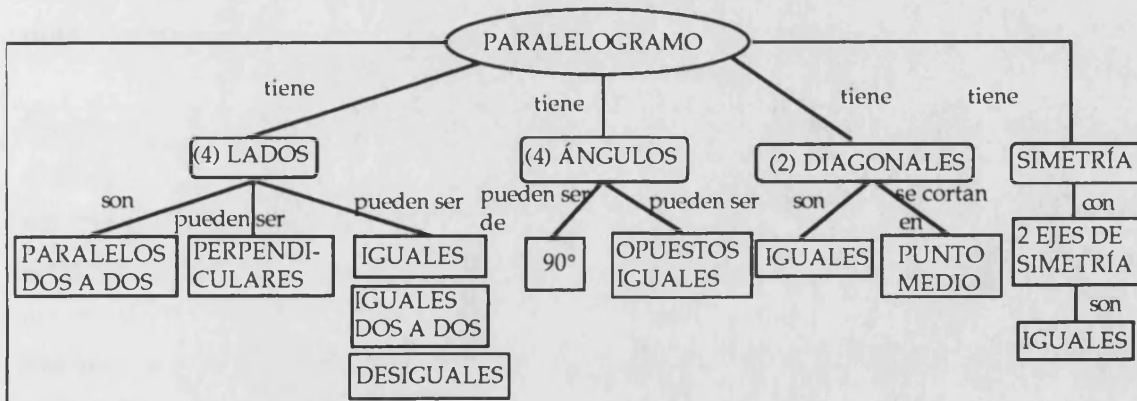 PARALELOGRAMO
tiene
tiene
tiene
tiene
(4) LADOS
(4) ÁNGULOS
(2) DIAGONALES
SIMETRÍA
son
pueden ser
pueden ser
pueden ser
de
pueden ser
son
se cortan
en
con
PARALELOS
DOS A DOS
PERPENDI-
CULARES
IGUALES
IGUALES
DOS A DOS
DESIGUALES
90°
OPUESTOS
IGUALES
IGUALES
PUNTO
MEDIO
2 EJES DE
SIMETRÍA
son
IGUALES